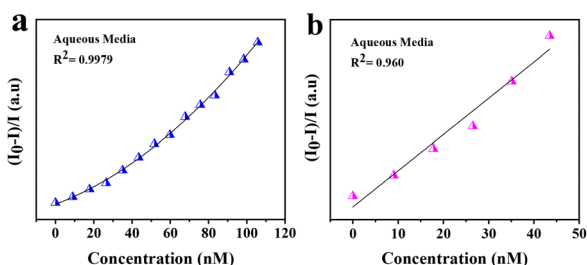 a
Aqueous Media
R²= 0.9979
(I₀-I)/I (a.u)
0 20 40 60 80 100 120
Concentration (nM)
b
Aqueous Media
R²= 0.960
(I₀-I)/I (a.u)
0 10 20 30 40 50
Concentration (nM)